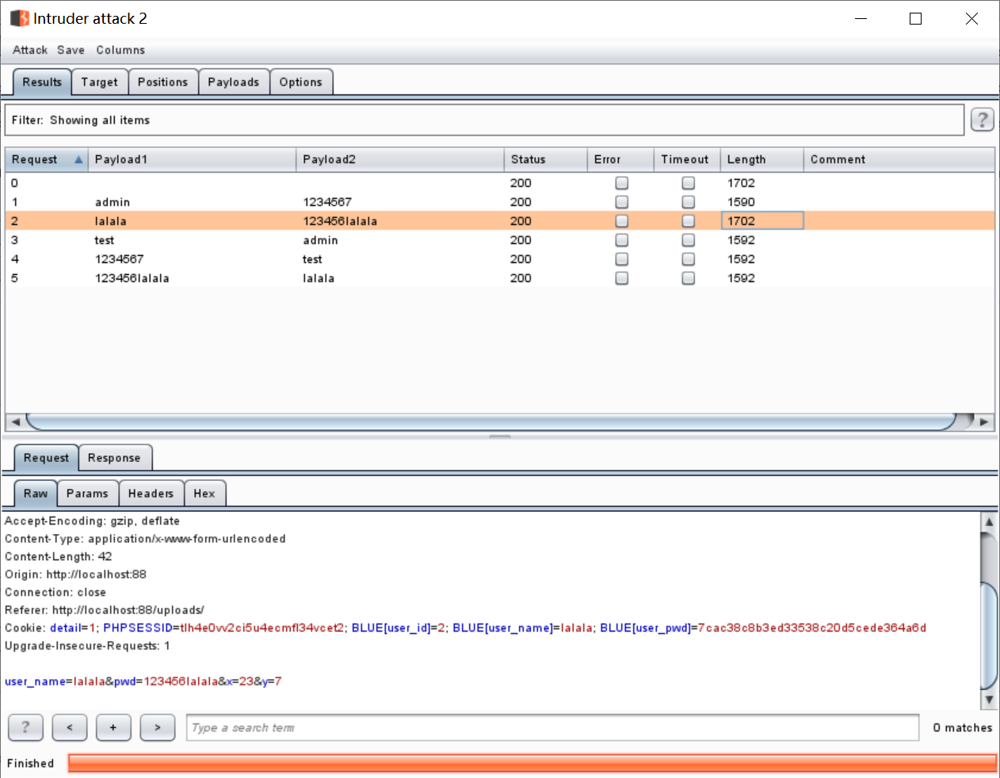 Intruder attack 2
Attack Save Columns
Results Target Positions Payloads Options
Filter: Showing all items ?
Request Payload1 Payload2 Status Error Timeout Length Comment
0 200 1702
1 admin 1234567 200 1590
2 lalala 123456lalala 200 1702
3 test admin 200 1592
4 1234567 test 200 1592
5 123456lalala lalala 200 1592
Request Response
Raw Params Headers Hex
Accept-Encoding: gzip, deflate
Content-Type: application/x-www-form-urlencoded
Content-Length: 42
Origin: http://localhost:88
Connection: close
Referer: http://localhost:88/uploads/
Cookie: detail=1; PHPSESSID=tlh4e0vv2ci5u4ecmfl34vcet2; BLUE[user_id]=2; BLUE[user_name]=lalala; BLUE[user_pwd]=7cac38c8b3ed33538c20d5cede364a6d
Upgrade-Insecure-Requests: 1
user_name=lalala&pwd=123456lalala&x=23&y=7
? < + > Type a search term 0 matches
Finished